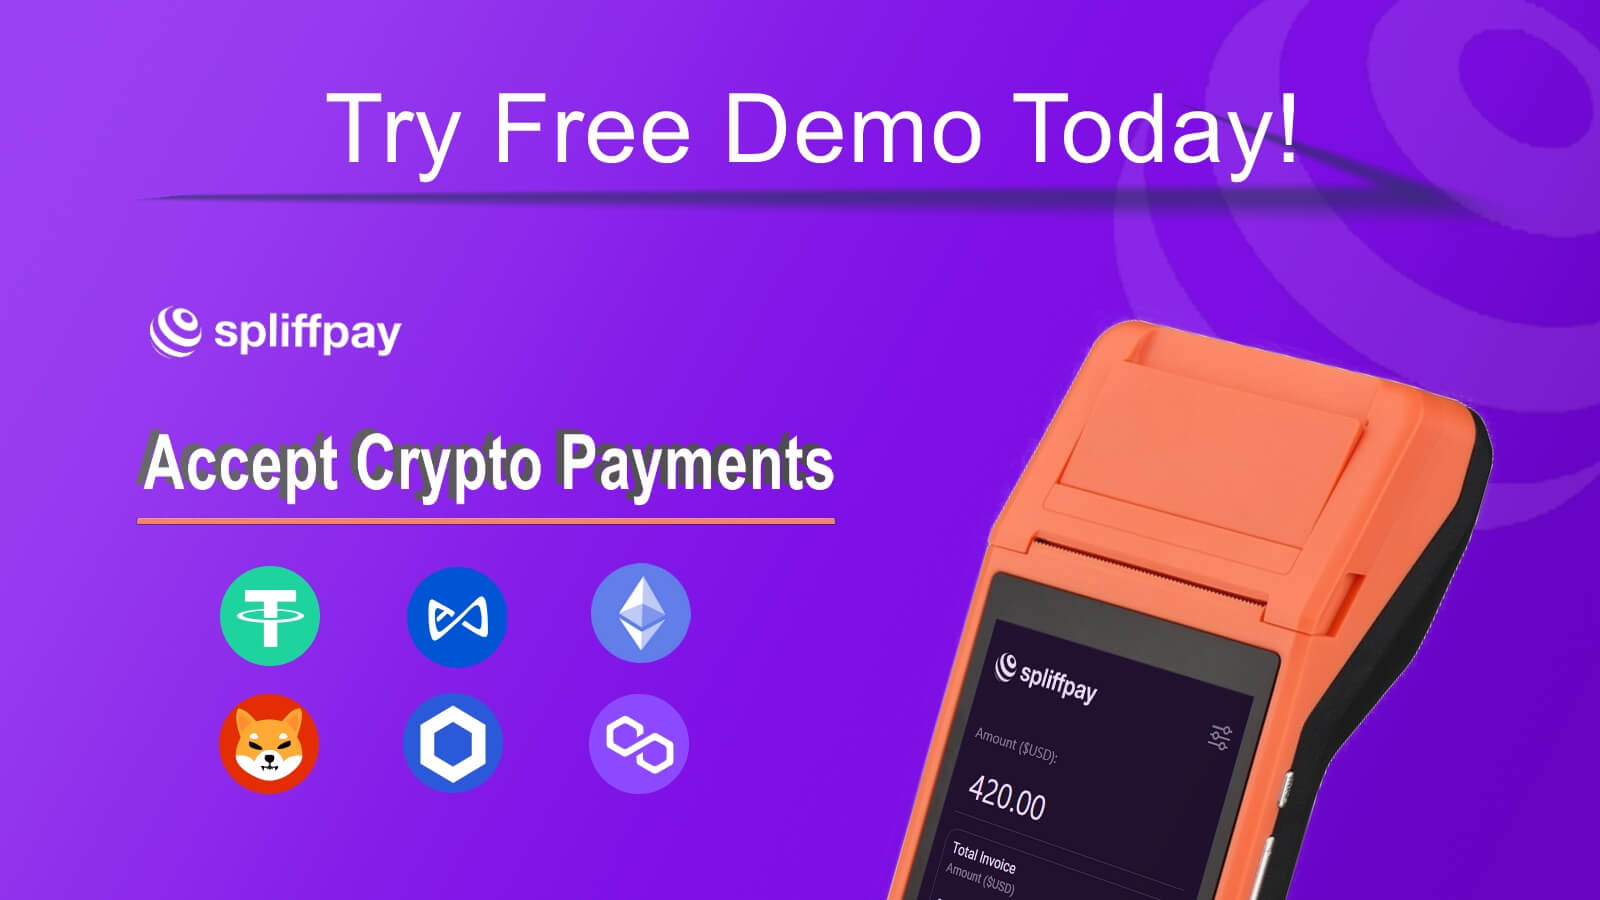 Try Free Demo Today!
spliffpay
Accept Crypto Payments
spliffpay
Amount ($USD):
420.00
Total Invoice
Amount ($USD)